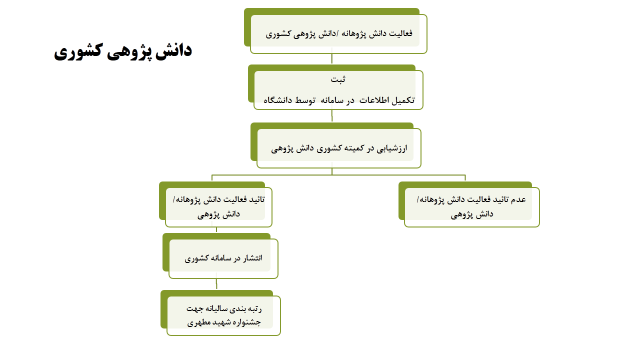 دانش پژوهی کشوری
فعالیت دانش پژوهانه /دانش پژوهی کشوری
ثبت
تکمیل اطلاعات در سامانه توسط دانشگاه
ارزشیابی در کمیته کشوری دانش پژوهی
عدم تائید فعالیت دانش پژوهانه/
دانش پژوهی
تائید فعالیت دانش پژوهانه/
دانش پژوهی
انتشار در سامانه کشوری
رتبه بندی سالیانه جهت
جشنواره شهید مطهری